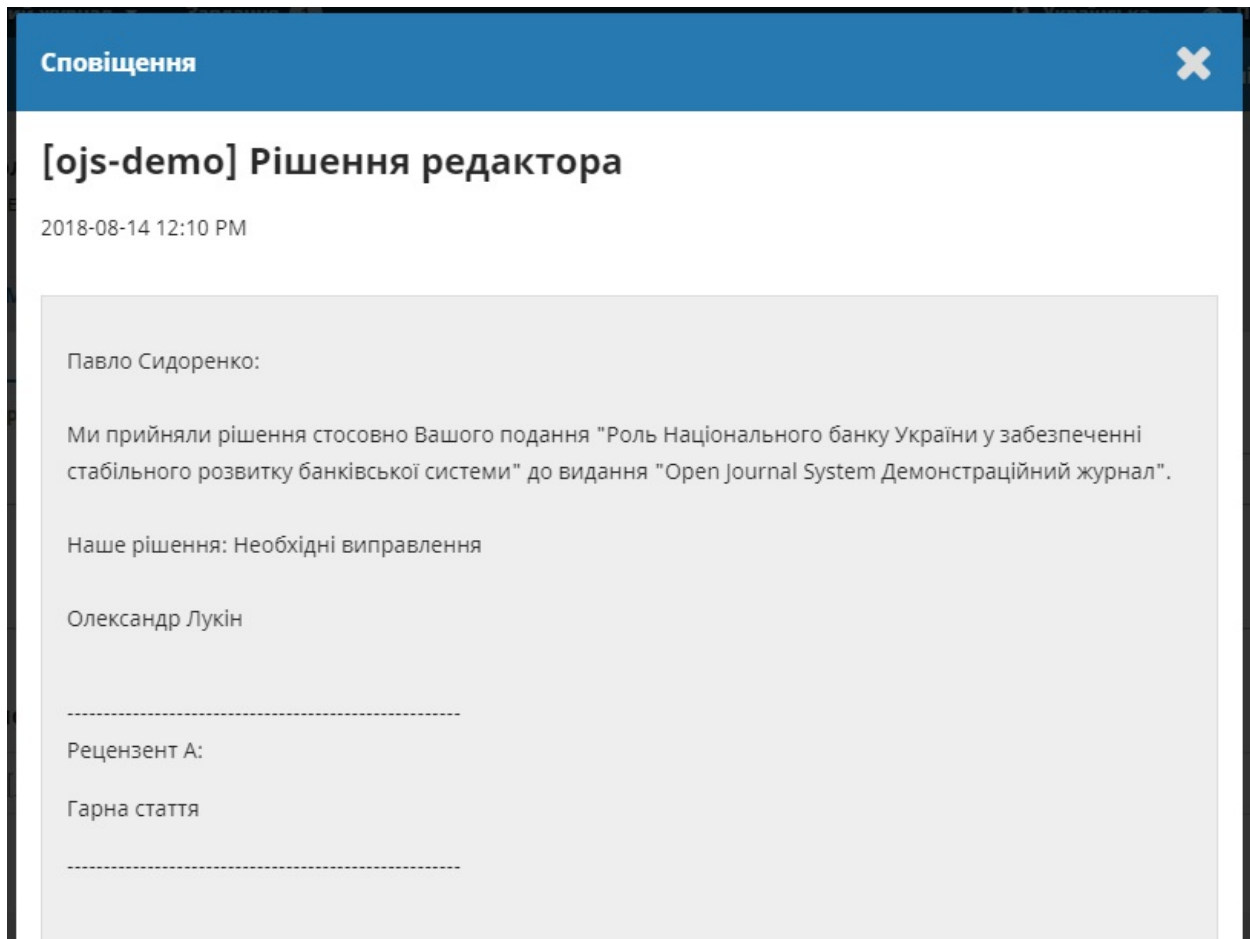 Українська
Сповіщення
[ojs-demo] Рішення редактора
2018-08-14 12:10 PM
Павло Сидоренко:
Ми прийняли рішення стосовно Вашого подання "Роль Національного банку України у забезпеченні
стабільного розвитку банківської системи" до видання "Open Journal System Демонстраційний журнал".
Наше рішення: Необхідні виправлення
Олександр Лукін
------------------------------------------------------
Рецензент А:
Гарна стаття
------------------------------------------------------